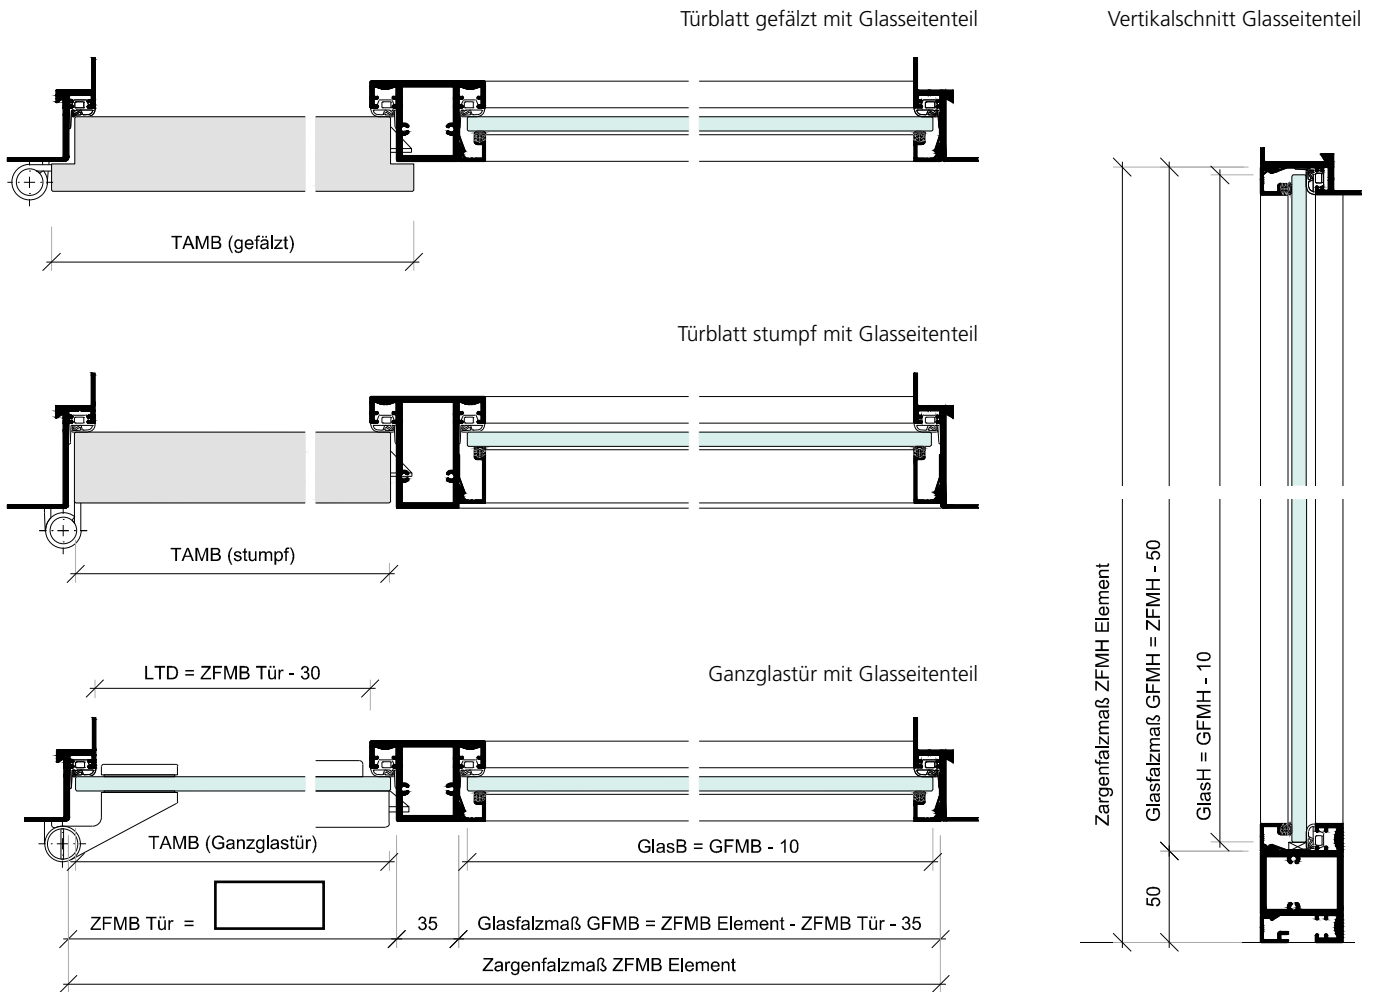 Türblatt gefälzt mit Glasseitenteil
Vertikalschnitt Glasseitenteil
TAMB (gefälzt)
Türblatt stumpf mit Glasseitenteil
TAMB (stumpf)
LTD = ZFMB Tür - 30
Ganzglastür mit Glasseitenteil
TAMB (Ganzglastür)
GlasB = GFMB - 10
ZFMB Tür =
35
Glasfalzmaß GFMB = ZFMB Element - ZFMB Tür - 35
Zargenfalzmaß ZFMB Element
Zargenfalzmaß ZFMH Element
Glasfalzmaß GFMH = ZFMH - 50
GlasH = GFMH - 10
50